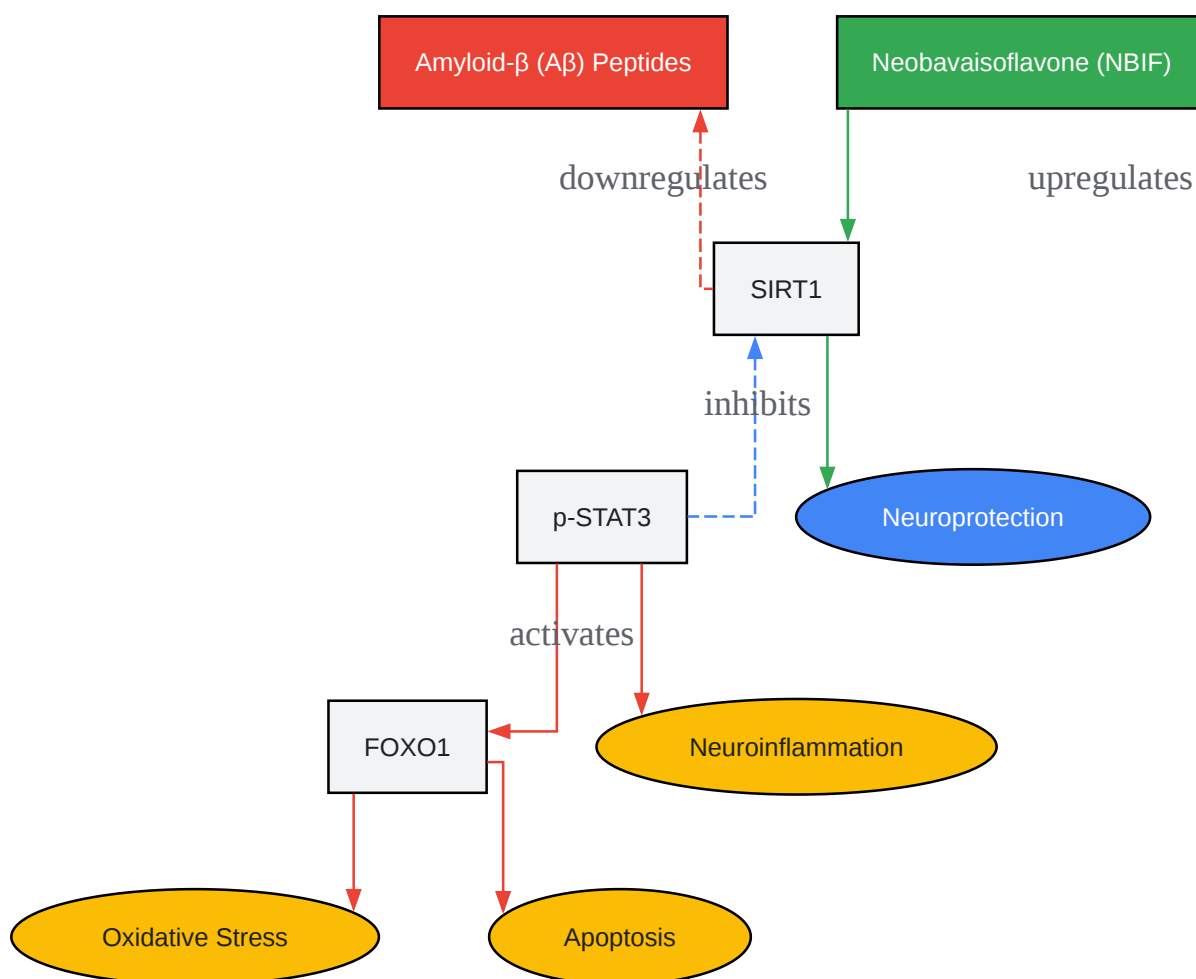 Amyloid-β (Aβ) Peptides
Neobavaisoflavone (NBIF)
downregulates
upregulates
SIRT1
inhibits
p-STAT3
Neuroprotection
activates
FOXO1
Neuroinflammation
Oxidative Stress
Apoptosis